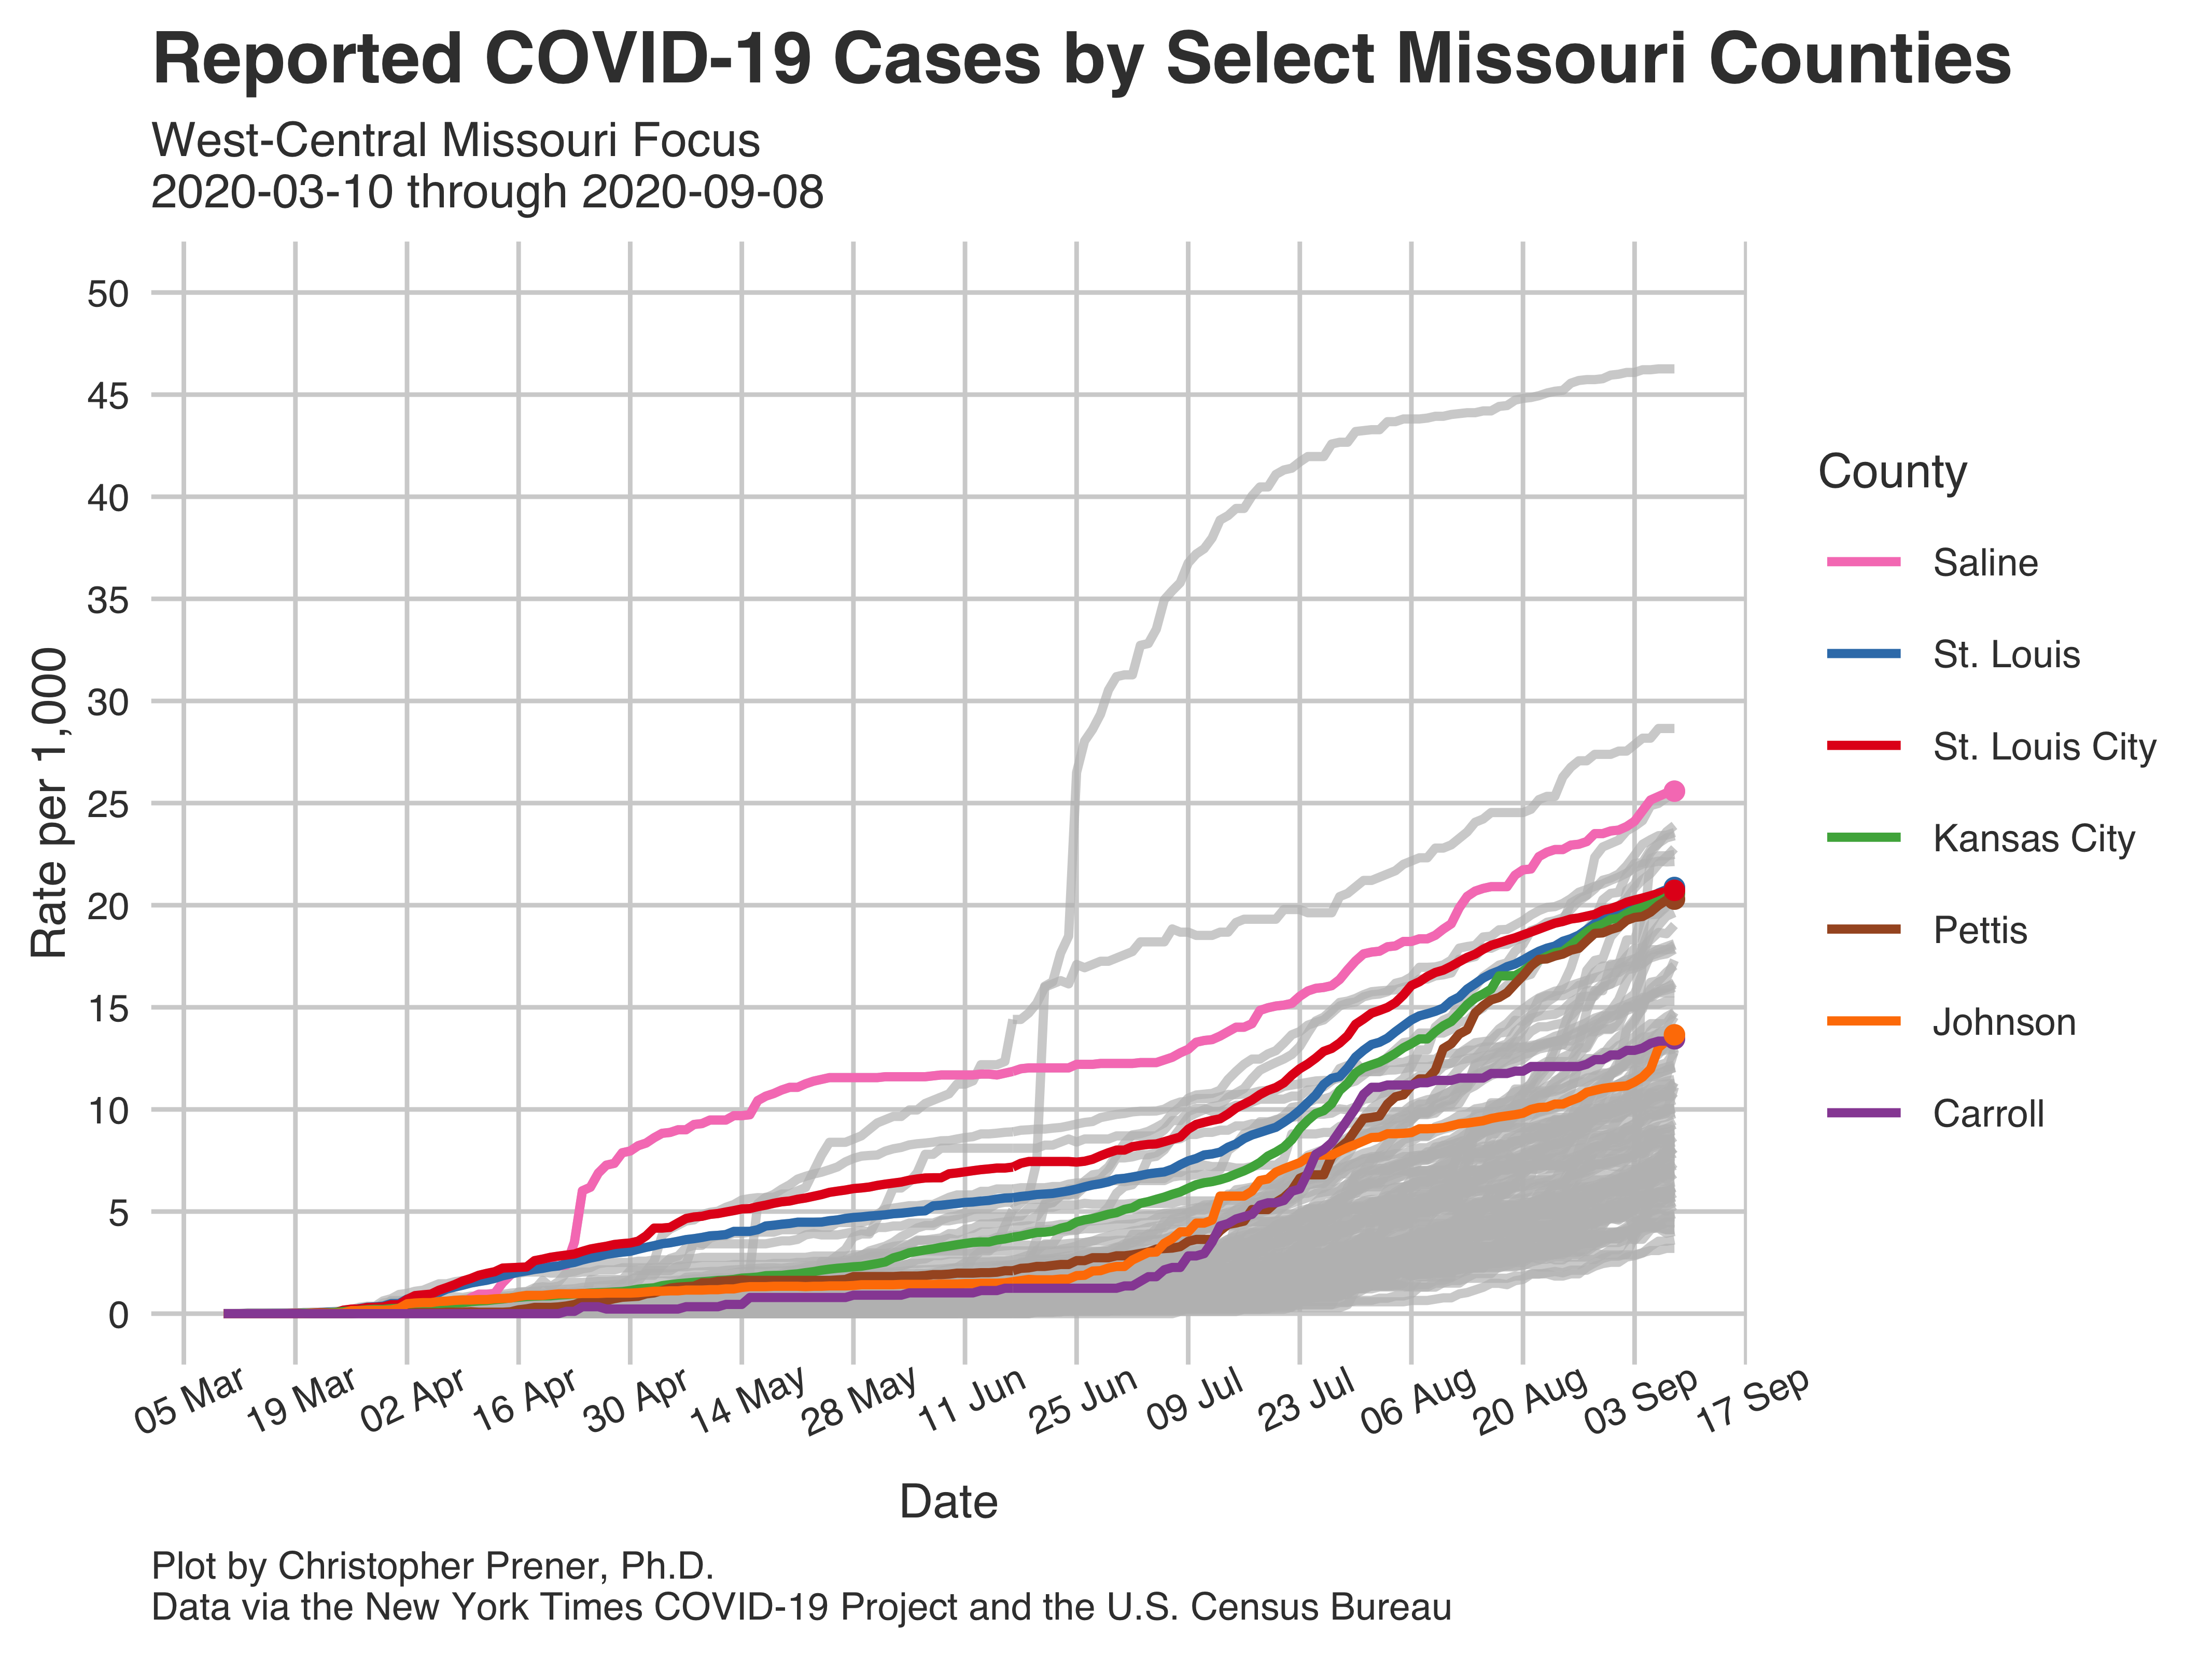 Reported COVID-19 Cases by Select Missouri Counties
West-Central Missouri Focus
2020-03-10 through 2020-09-08
50
45
40
35
30
25
20
15
10
5
0
Rate per 1,000
05 Mar
19 Mar
02 Apr
16 Apr
30 Apr
14 May
28 May
11 Jun
25 Jun
09 Jul
23 Jul
06 Aug
20 Aug
03 Sep
17 Sep
Date
County
Saline
St. Louis
St. Louis City
Kansas City
Pettis
Johnson
Carroll
Plot by Christopher Prener, Ph.D.
Data via the New York Times COVID-19 Project and the U.S. Census Bureau